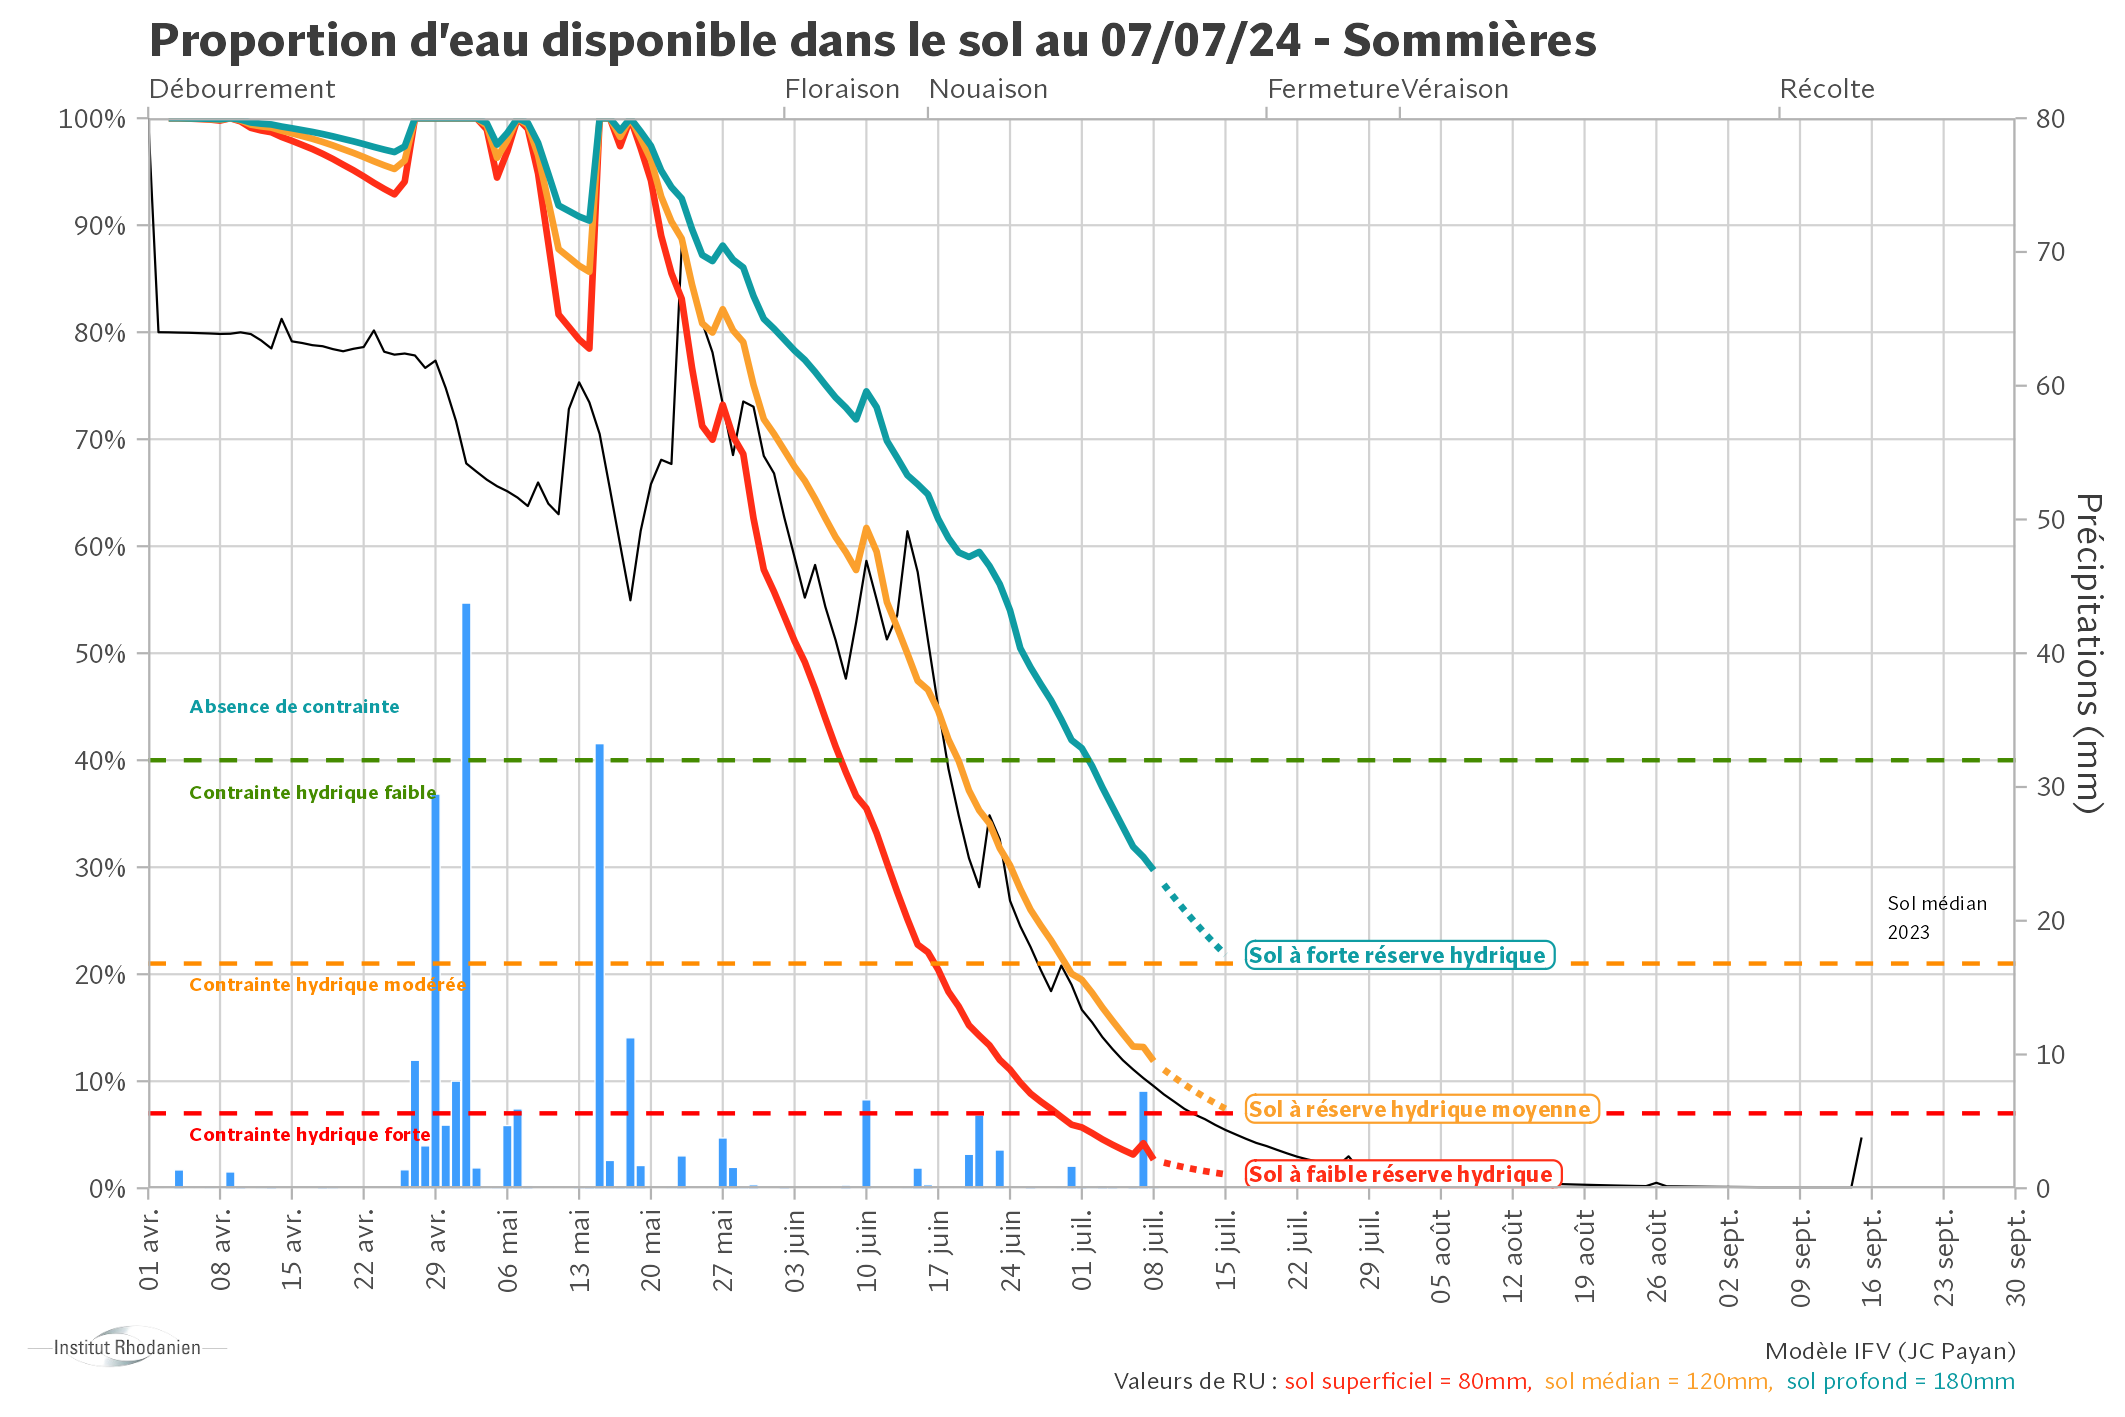 Proportion d'eau disponible dans le sol au 07/07/24 - Sommières
Débourrement Floraison Nouaison Fermeture Véraison Récolte
100% 80
90% 70
80% 60
70% 50
60% 40
50% 30
40% 20
30% 10
20% 0
10%
0%
Précipitations (mm)
Absence de contrainte
Contrainte hydrique faible
Contrainte hydrique modérée
Contrainte hydrique forte
Sol médian
2023
Sol à forte réserve hydrique
Sol à réserve hydrique moyenne
Sol à faible réserve hydrique
01 avr. 08 avr. 15 avr. 22 avr. 29 avr. 06 mai 13 mai 20 mai 27 mai 03 juin 10 juin 17 juin 24 juin 01 juil. 08 juil. 15 juil. 22 juil. 29 juil. 05 août 12 août 19 août 26 août 02 sept. 09 sept. 16 sept. 23 sept. 30 sept.
Institut Rhodanien
Modèle IFV (JC Payan)
Valeurs de RU : sol superficiel = 80mm, sol médian = 120mm, sol profond = 180mm